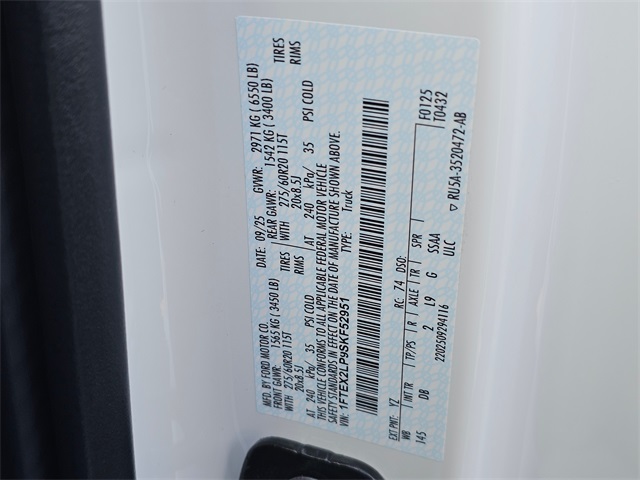 MFD. BY FORD MOTOR CO.
DATE: 09/25 GVWR: 2971 KG ( 6550 LB)
FRONT GAWR: 1565 KG ( 3450 LB) REAR GAWR: 1542 KG ( 3400 LB)
WITH 275/60R20 115T TIRES WITH 275/60R20 115T TIRES
20x8.5J RIMS 20x8.5J RIMS
AT 240 kPa/ 35 PSI COLD AT 240 kPa/ 35 PSI COLD
THIS VEHICLE CONFORMS TO ALL APPLICABLE FEDERAL MOTOR VEHICLE
SAFETY STANDARDS IN EFFECT ON THE DATE OF MANUFACTURE SHOWN ABOVE.
VIN: 1FTEX2LP9SKF52951 TYPE: Truck
F0125
T0432
EXT PNT: YZ RC: 74 DSO:
WB INT TR TP/PS R AXLE TR SPR
145 DB 2 L9 G SSAA
2202509294116 ULC
▽ RU5A-3520472-AB